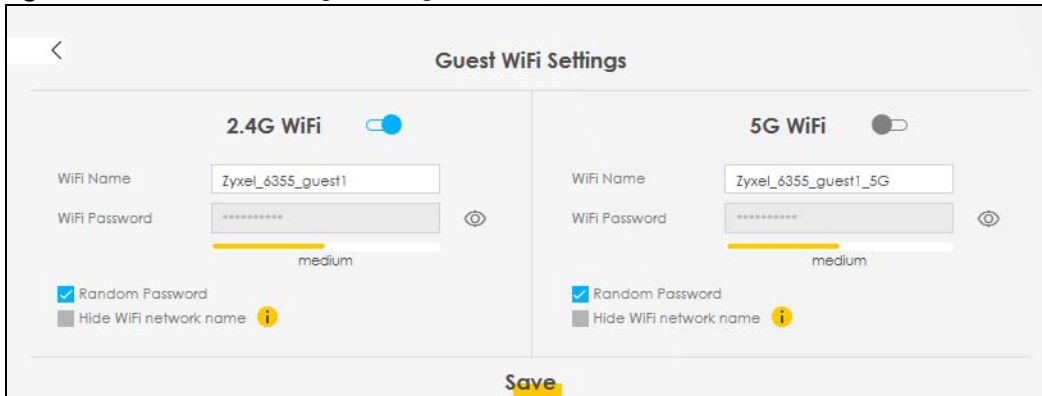 Guest WiFi Settings
2.4G WiFi
WiFi Name
Zyxel_6355_guest1
WiFi Password
**********
medium
Random Password
Hide WiFi network name
5G WiFi
WiFi Name
Zyxel_6355_guest1_5G
WiFi Password
**********
medium
Random Password
Hide WiFi network name
Save